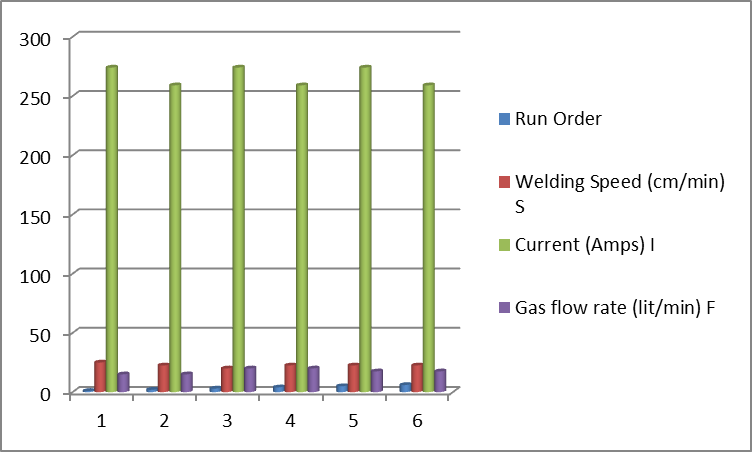 300
250
200
150
100
50
0
1 2 3 4 5 6
Run Order
Welding Speed (cm/min)
S
Current (Amps) I
Gas flow rate (lit/min) F